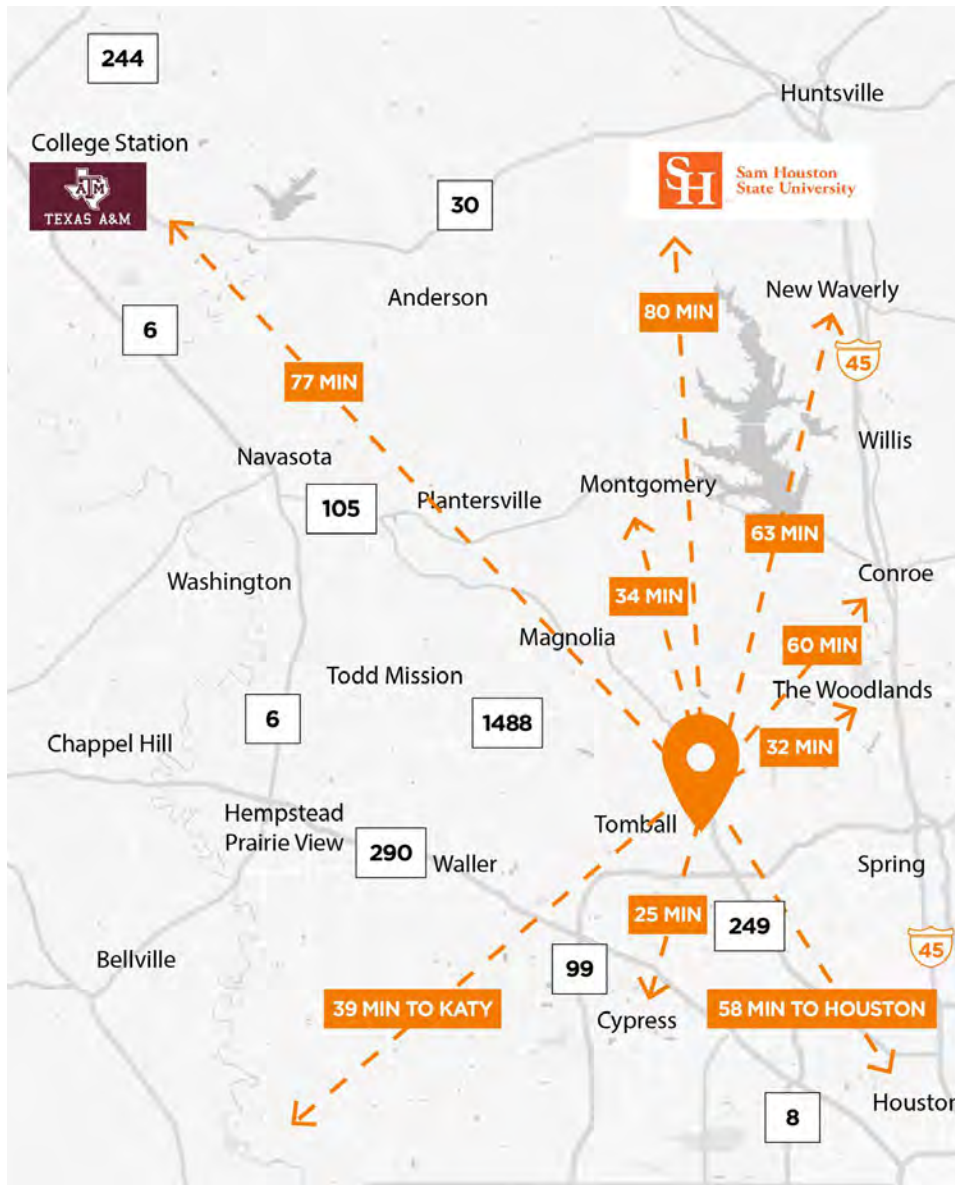 244
Huntsville
College Station
TEXAS A&M
SH
Sam Houston
State University
30
Anderson
New Waverly
80 MIN
6
45
77 MIN
Willis
Navasota
Montgomery
Plantersville
105
63 MIN
Washington
Conroe
34 MIN
Magnolia
60 MIN
Todd Mission
The Woodlands
6
1488
Chappel Hill
32 MIN
Hempstead
Prairie View
Tomball
290
Waller
Spring
25 MIN
249
Bellville
45
99
39 MIN TO KATY
58 MIN TO HOUSTON
Cypress
Houston
8